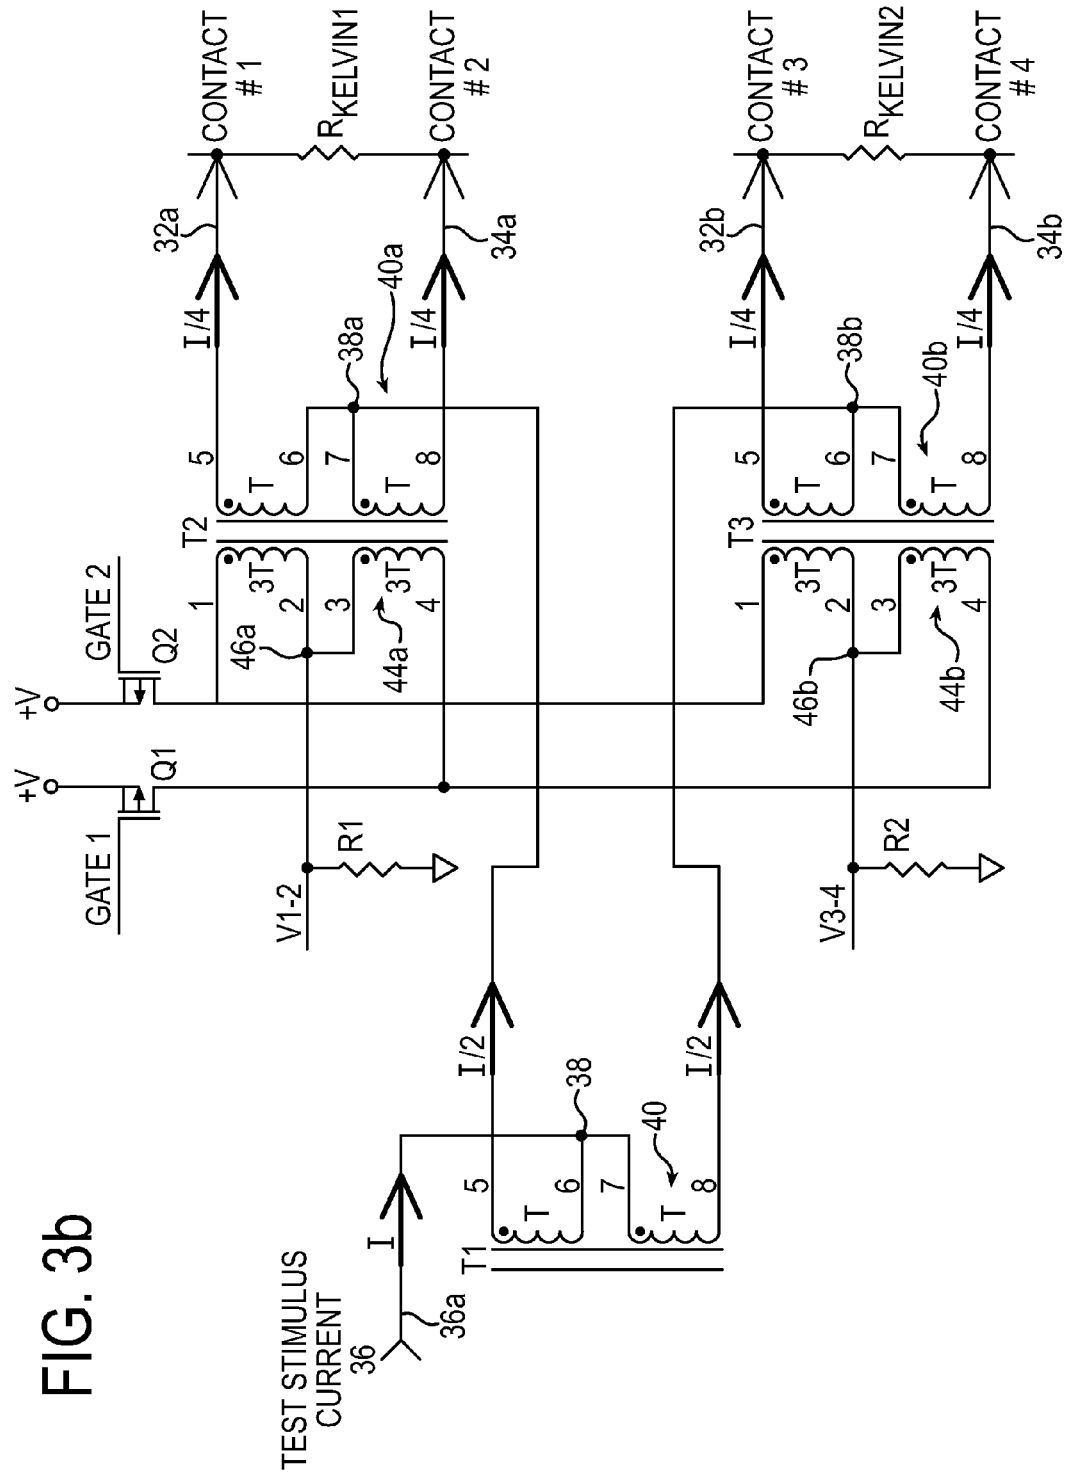 FIG. 3b
TEST STIMULUS
CURRENT
36
36a
I
T1
5
6
7
8
T
T
38
40
I/2
I/2
GATE 1
+V
Q1
GATE 2
+V
Q2
V1-2
R1
46a
44a
T2
1
2
3
4
3T
3T
5
6
7
8
T
T
38a
40a
I/4
I/4
32a
34a
CONTACT
# 1
RKELVIN1
CONTACT
# 2
V3-4
R2
46b
44b
T3
1
2
3
4
3T
3T
5
6
7
8
T
T
38b
40b
I/4
I/4
32b
34b
CONTACT
# 3
RKELVIN2
CONTACT
# 4